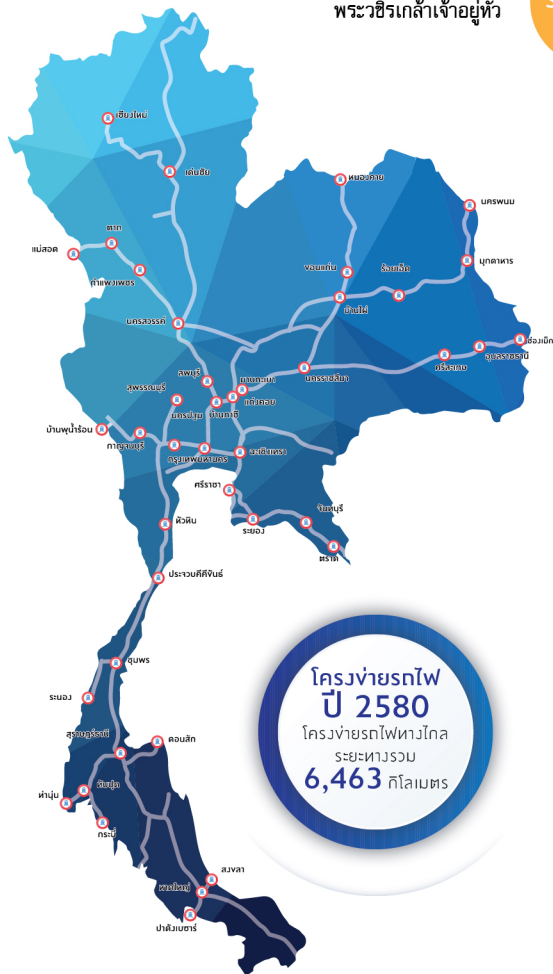 พระวชิรเกล้าเจ้าอยู่หัว
เชียงใหม่
เด่นชัย
หนองคาย
นครพนม
ตาก
แม่สอด
กำแพงเพชร
ขอนแก่น
ร้อยเอ็ด
มุกดาหาร
บ้านไผ่
นครสวรรค์
ช่องเม็ก
อุบลราชธานี
ศรีสะเกษ
ลพบุรี
มาบกะเบา
นครราชสีมา
สุพรรณบุรี
แก่งคอย
บ้านภาชี
นครปฐม
บ้านพุน้ำร้อน
กาญจนบุรี
กรุงเทพมหานคร
ฉะเชิงเทรา
ศรีราชา
จันทบุรี
ระยอง
ตราด
หัวหิน
ประจวบคีรีขันธ์
ชุมพร
ระนอง
สุราษฎร์ธานี
ดอนสัก
ทับปุด
ท่านุ่น
กระบี่
สงขลา
หาดใหญ่
ปาดังเบซาร์
โครงข่ายรถไฟ
ปี 2580
โครงข่ายรถไฟทางไกล
ระยะทางรวม
6,463 กิโลเมตร